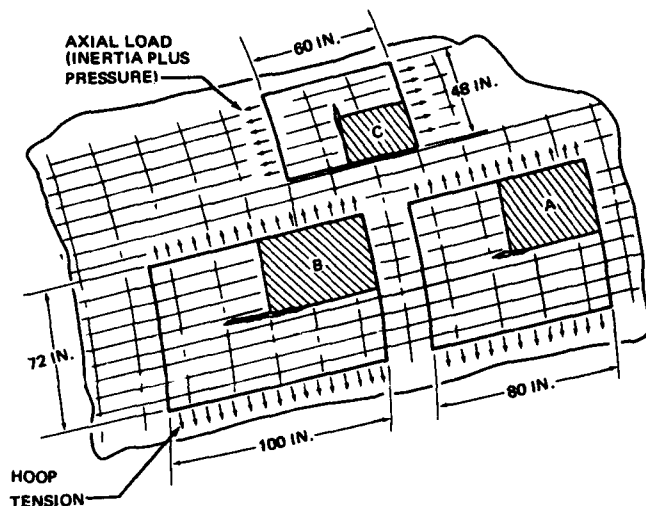 AXIAL LOAD
(INERTIA PLUS
PRESSURE)
60 IN.
48 IN.
C
A
B
72 IN.
80 IN.
100 IN.
HOOP
TENSION